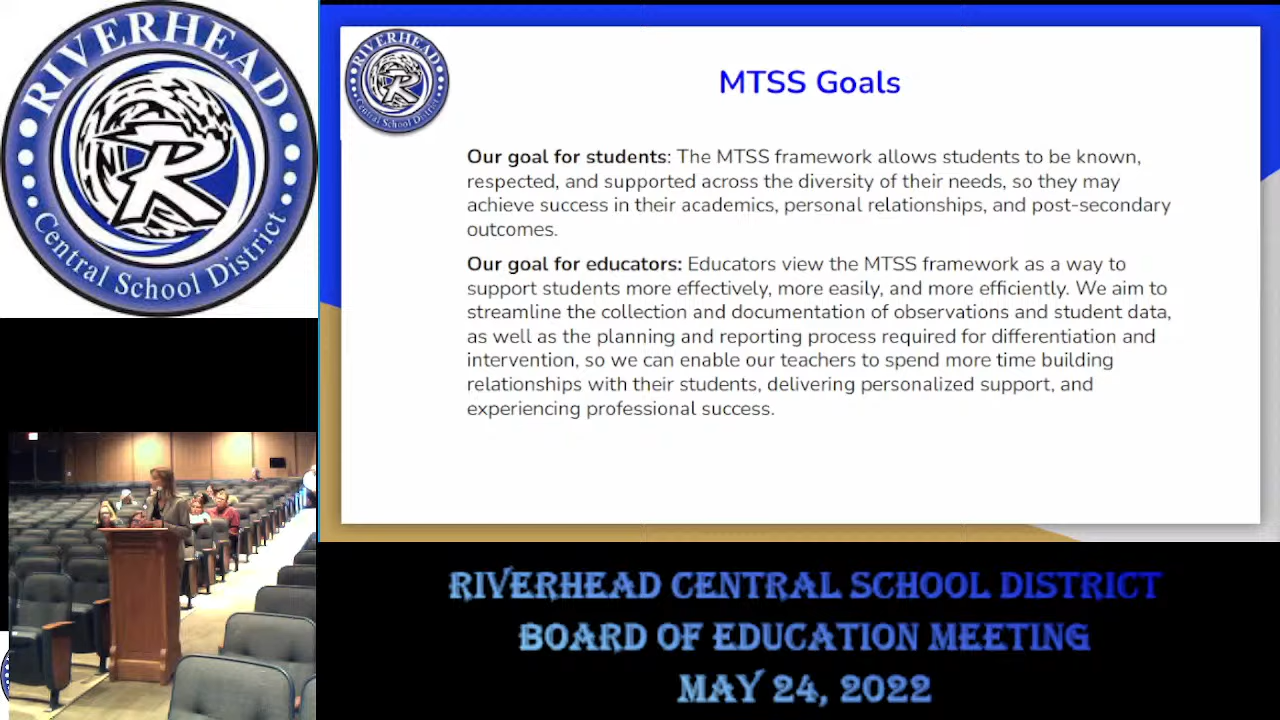 RIVERHEAD
Central School District
RIVERHEAD
Central School District
MTSS Goals
Our goal for students: The MTSS framework allows students to be known,
respected, and supported across the diversity of their needs, so they may
achieve success in their academics, personal relationships, and post-secondary
outcomes.
Our goal for educators: Educators view the MTSS framework as a way to
support students more effectively, more easily, and more efficiently. We aim to
streamline the collection and documentation of observations and student data,
as well as the planning and reporting process required for differentiation and
intervention, so we can enable our teachers to spend more time building
relationships with their students, delivering personalized support, and
experiencing professional success.
RIVERHEAD CENTRAL SCHOOL DISTRICT
BOARD OF EDUCATION MEETING
MAY 24, 2022